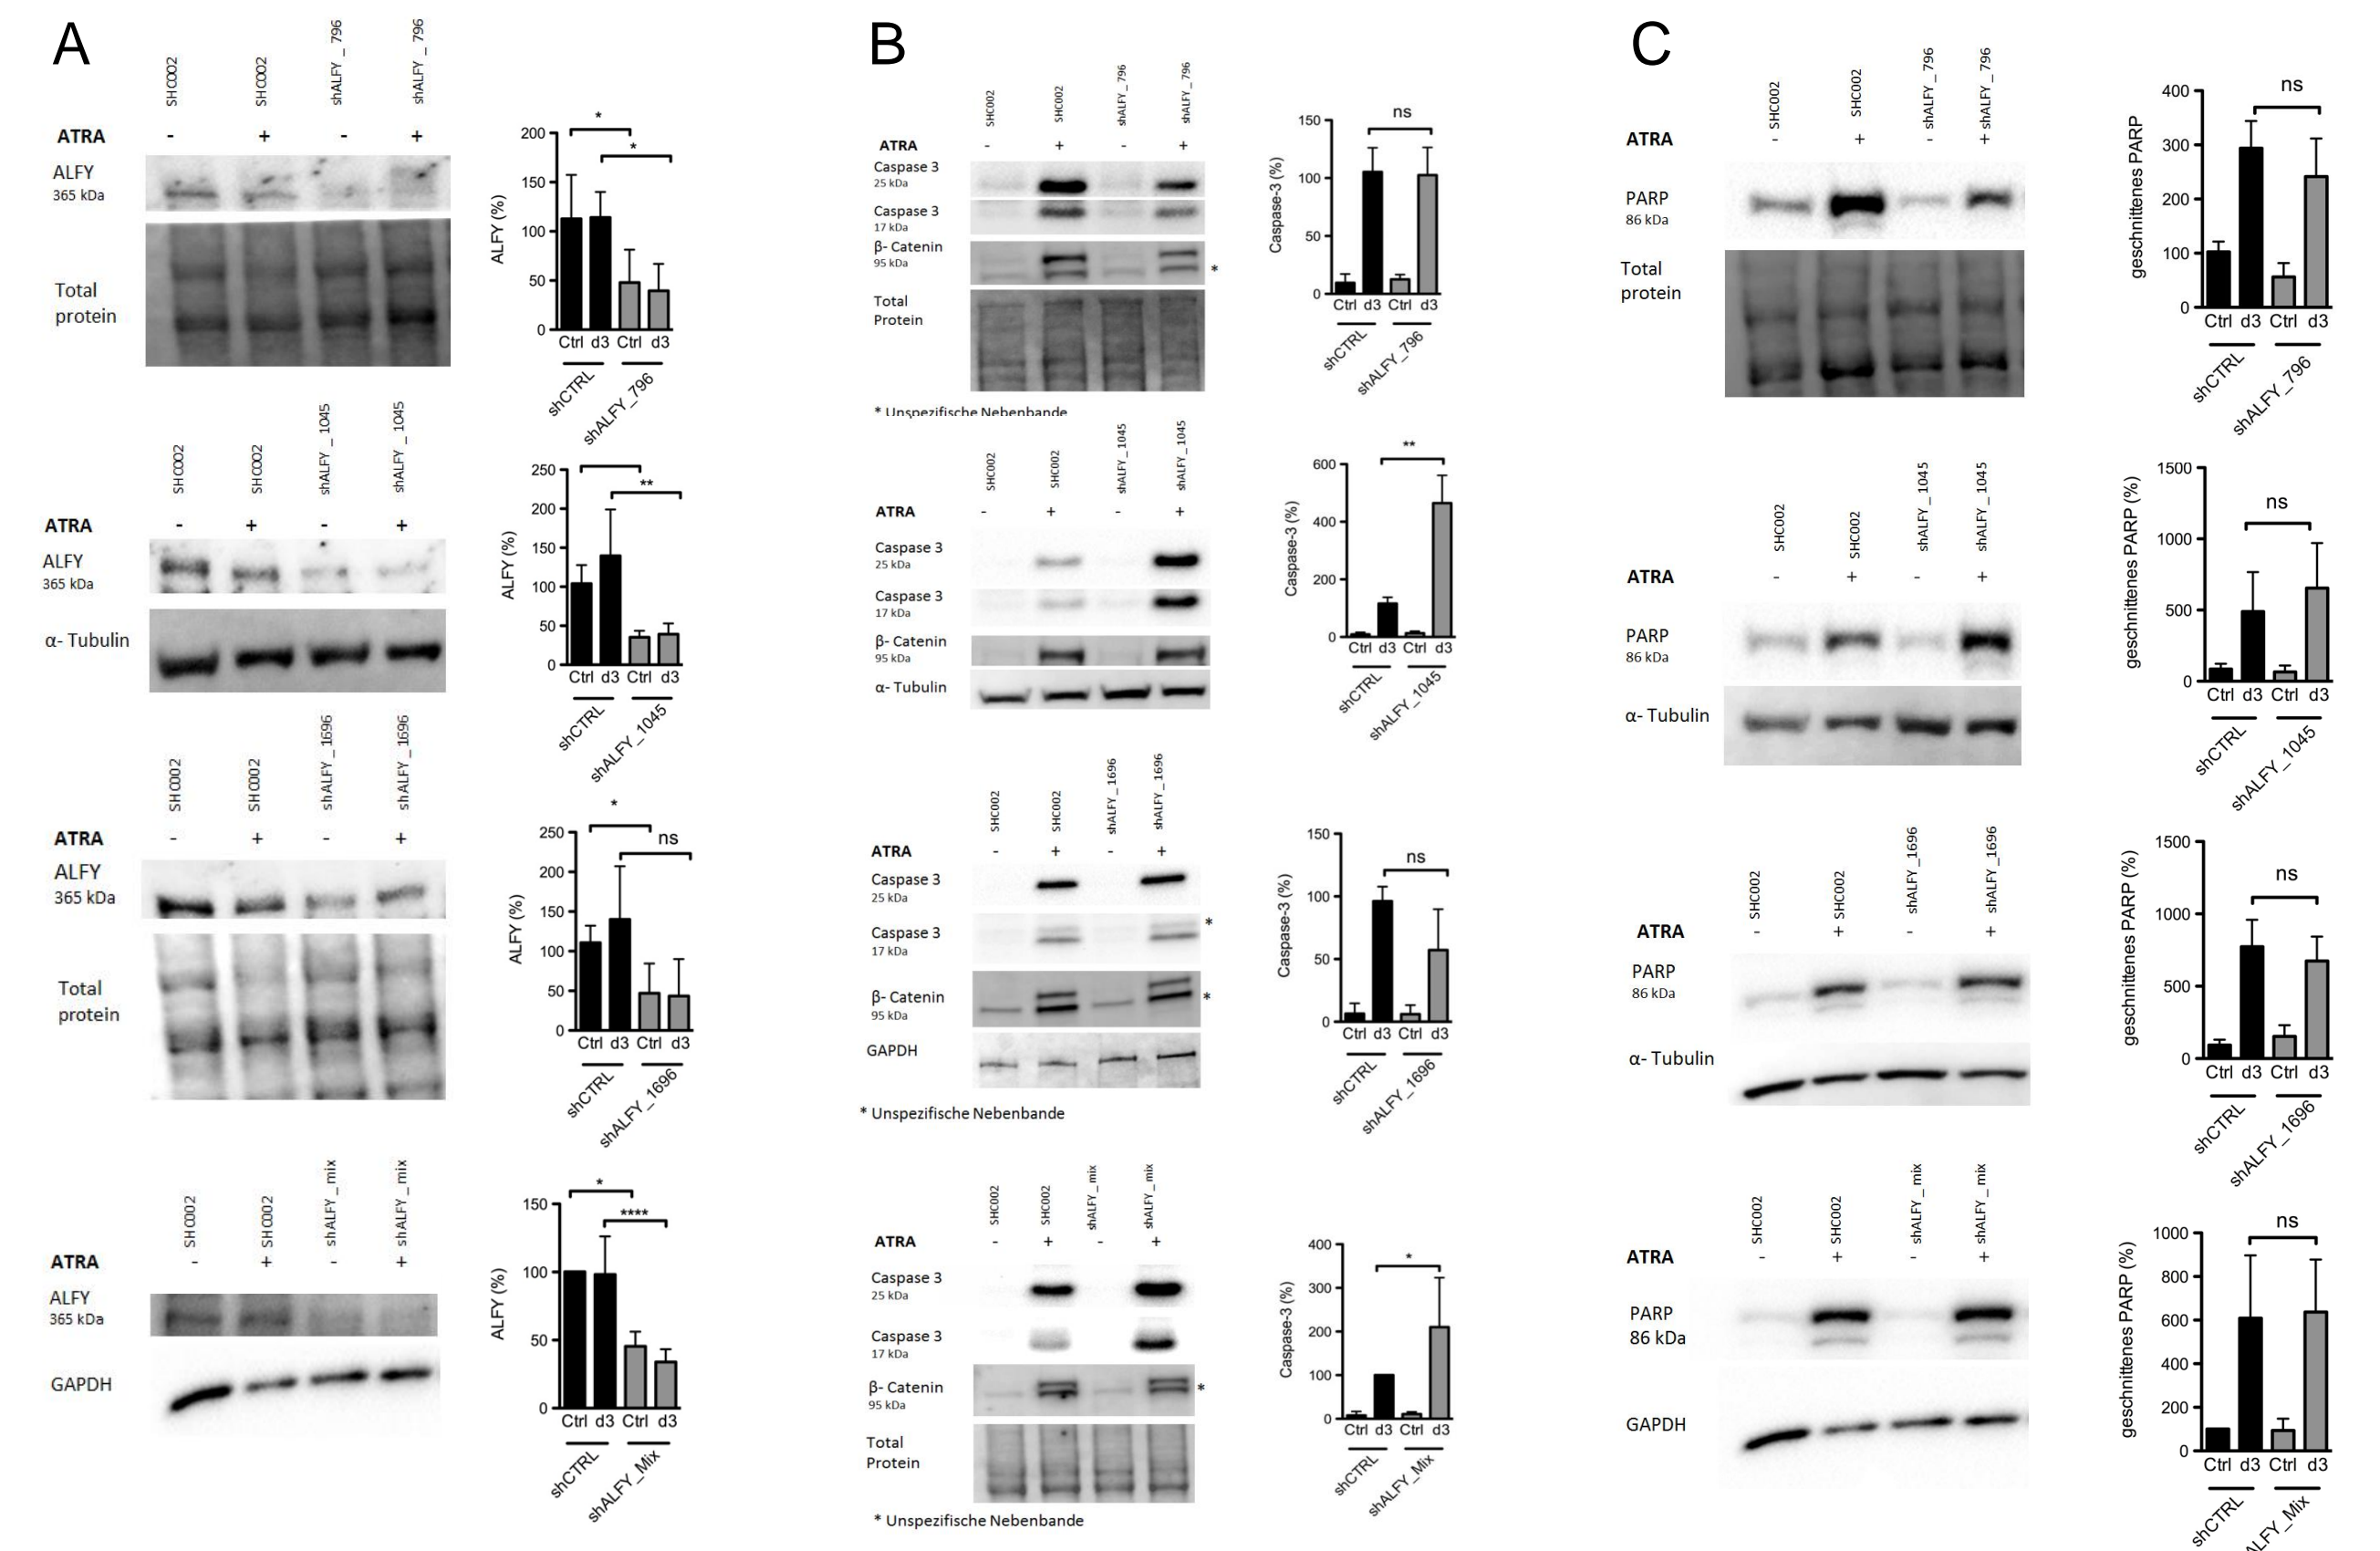 A
SHC002
SHC002
shALFY_796
shALFY_796
ATRA
- + - +
ALFY
365 kDa
Total
protein
ALFY (%)
200
150
100
50
0
*
*
Ctrl d3 Ctrl d3
shCTRL
shALFY_796
SHC002
SHC002
shALFY_1045
shALFY_1045
ATRA
- + - +
ALFY
365 kDa
α- Tubulin
ALFY (%)
250
200
150
100
50
0
**
Ctrl d3 Ctrl d3
shCTRL
shALFY_1045
SHC002
SHC002
shALFY_1696
shALFY_1696
ATRA
- + - +
ALFY
365 kDa
Total
protein
ALFY (%)
250
200
150
100
50
0
*
ns
Ctrl d3 Ctrl d3
shCTRL
shALFY_1696
SHC002
SHC002
shALFY_mix
shALFY_mix
ATRA
- + - +
ALFY
365 kDa
GAPDH
ALFY (%)
150
100
50
0
*
****
Ctrl d3 Ctrl d3
shCTRL
shALFY_Mix
B
SHC002
SHC002
shALFY_796
shALFY_796
ATRA
- + - +
Caspase 3
25 kDa
Caspase 3
17 kDa
β- Catenin
95 kDa
*
Total
Protein
* Unspezifische Nebenbande
Caspase-3 (%)
150
100
50
0
ns
Ctrl d3 Ctrl d3
shCTRL
shALFY_796
SHC002
SHC002
shALFY_1045
shALFY_1045
ATRA
- + - +
Caspase 3
25 kDa
Caspase 3
17 kDa
β- Catenin
95 kDa
α- Tubulin
Caspase-3 (%)
600
400
200
0
**
Ctrl d3 Ctrl d3
shCTRL
shALFY_1045
SHC002
SHC002
shALFY_1696
shALFY_1696
ATRA
- + - +
Caspase 3
25 kDa
Caspase 3
17 kDa
*
β- Catenin
95 kDa
*
GAPDH
* Unspezifische Nebenbande
Caspase-3 (%)
150
100
50
0
ns
Ctrl d3 Ctrl d3
shCTRL
shALFY_1696
SHC002
SHC002
shALFY_mix
shALFY_mix
ATRA
- + - +
Caspase 3
25 kDa
Caspase 3
17 kDa
β- Catenin
95 kDa
*
Total
Protein
* Unspezifische Nebenbande
Caspase-3 (%)
400
300
200
100
0
*
Ctrl d3 Ctrl d3
shCTRL
shALFY_Mix
C
SHC002
SHC002
shALFY_796
shALFY_796
ATRA
- + - +
PARP
86 kDa
Total
protein
geschnittenes PARP
400
300
200
100
0
ns
Ctrl d3 Ctrl d3
shCTRL
shALFY_796
SHC002
SHC002
shALFY_1045
shALFY_1045
ATRA
- + - +
PARP
86 kDa
α- Tubulin
geschnittenes PARP (%)
1500
1000
500
0
ns
Ctrl d3 Ctrl d3
shCTRL
shALFY_1045
SHC002
SHC002
shALFY_1696
shALFY_1696
ATRA
- + - +
PARP
86 kDa
α- Tubulin
geschnittenes PARP (%)
1500
1000
500
0
ns
Ctrl d3 Ctrl d3
shCTRL
shALFY_1696
SHC002
SHC002
shALFY_mix
shALFY_mix
ATRA
- + - +
PARP
86 kDa
GAPDH
geschnittenes PARP (%)
1000
800
600
400
200
0
ns
Ctrl d3 Ctrl d3
shCTRL
ALFY_Mix